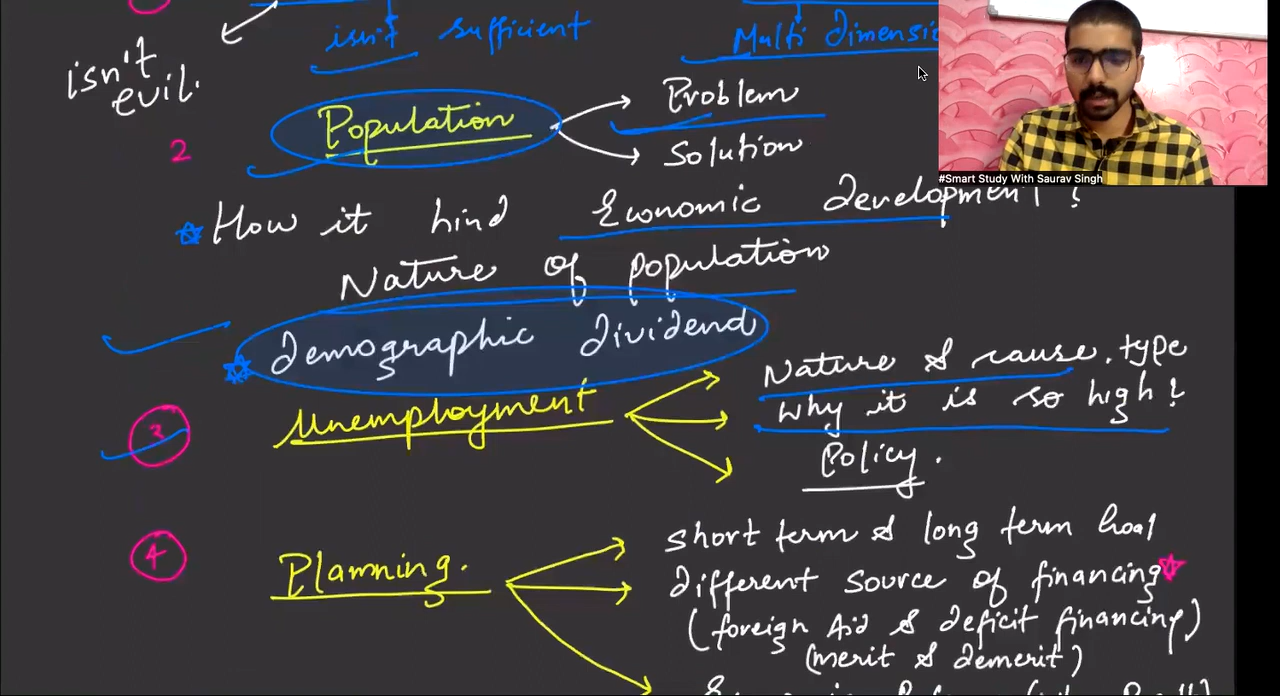 isn't sufficient
Multi
isn't
evil.
Population
Problem
Solution
2
#Smart Study With Saurav Singh
How it hind Economic development ?
Nature of population
demographic dividend
3
Unemployment
Nature & cause. type
Why it is so high?
Policy.
4
Planning.
short term & long term Goal
different source of financing
(foreign Aid & deficit financing)
(merit & demerit)